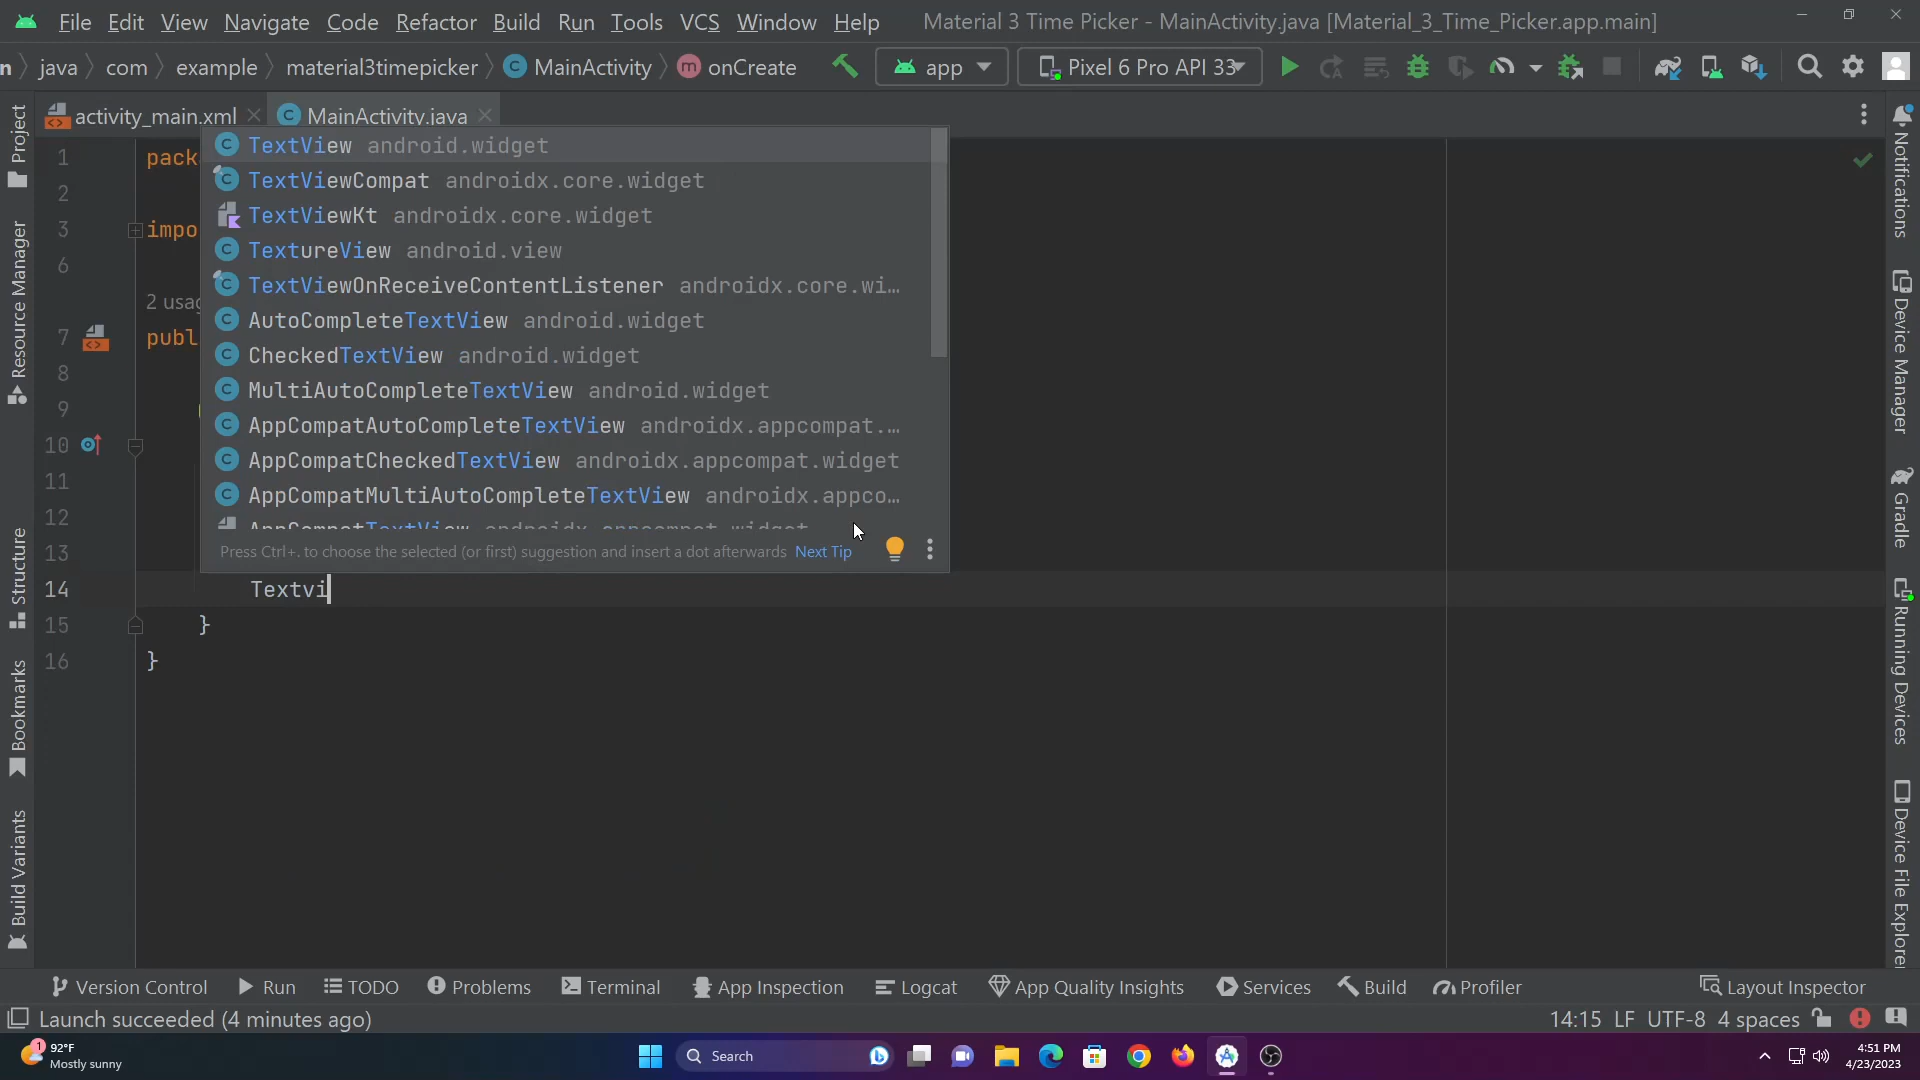 File Edit View Navigate Code Refactor Build Run Tools VCS Window Help Material 3 Time Picker - MainActivity.java [Material_3_Time_Picker.app.main]
n java com example material3timepicker MainActivity onCreate app Pixel 6 Pro API 33
activity_main.xml MainActivity.java
TextView android.widget
TextViewCompat androidx.core.widget
TextViewKt androidx.core.widget
TextureView android.view
TextViewOnReceiveContentListener androidx.core.wi…
AutoCompleteTextView android.widget
CheckedTextView android.widget
MultiAutoCompleteTextView android.widget
AppCompatAutoCompleteTextView androidx.appcompat.…
AppCompatCheckedTextView androidx.appcompat.widget
AppCompatMultiAutoCompleteTextView androidx.appco…
AppCompatTextView androidx.appcompat.widget
Press Ctrl+. to choose the selected (or first) suggestion and insert a dot afterwards Next Tip
1 pack
2
3 impo
6
2 usag
7 publ
8
9
10
11
12
13
14 Textvi
15 }
16 }
Project
Resource Manager
Structure
Bookmarks
Build Variants
Notifications
Device Manager
Gradle
Running Devices
Device File Explorer
Version Control Run TODO Problems Terminal App Inspection Logcat App Quality Insights Services Build Profiler Layout Inspector
Launch succeeded (4 minutes ago) 14:15 LF UTF-8 4 spaces
1 92°F
Mostly sunny
Search
4:51 PM
4/23/2023